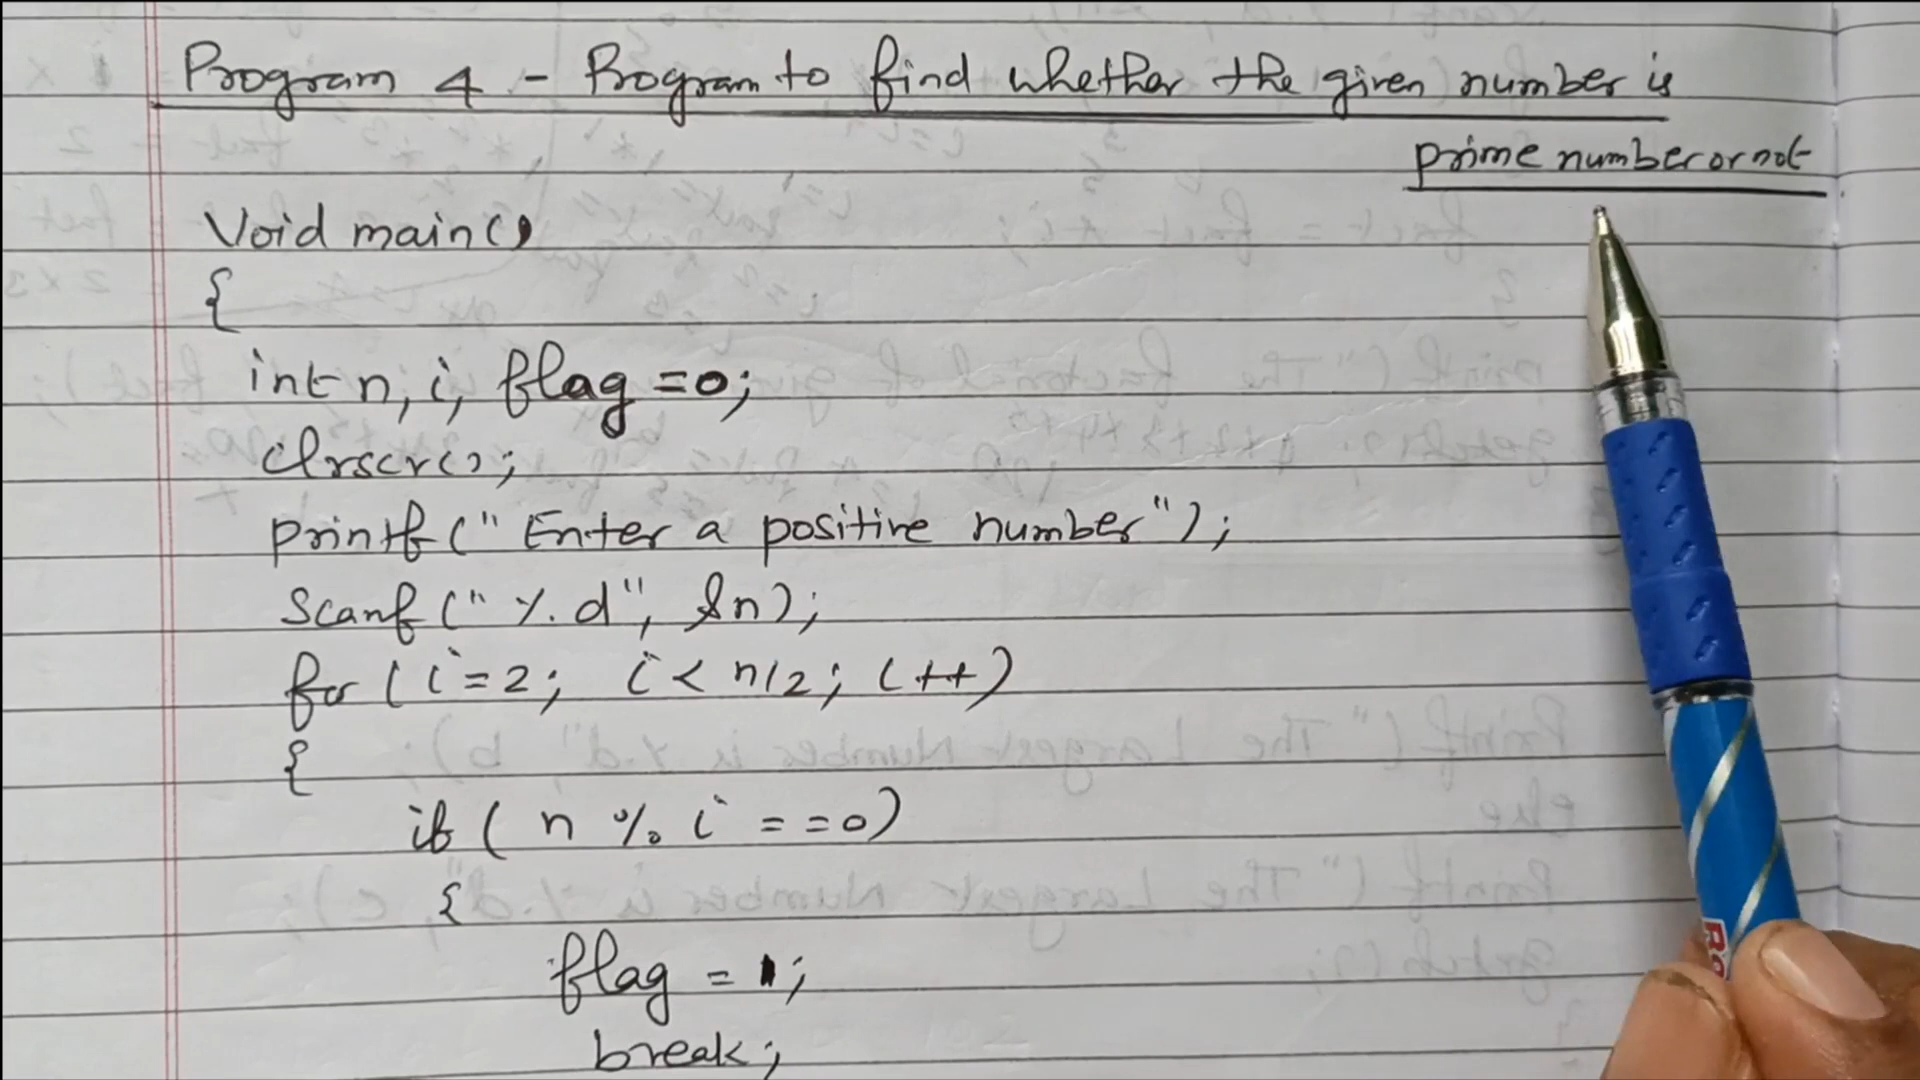 Program 4 - Program to find whether the given number is
prime number or not
Void main()
{
int n, i, flag = 0;
clrscr();
printf(" Enter a positive number");
Scanf(" %d", &n);
for ( i = 2; i < n/2; i++)
{
if ( n % i == 0)
{
flag = 1;
break;